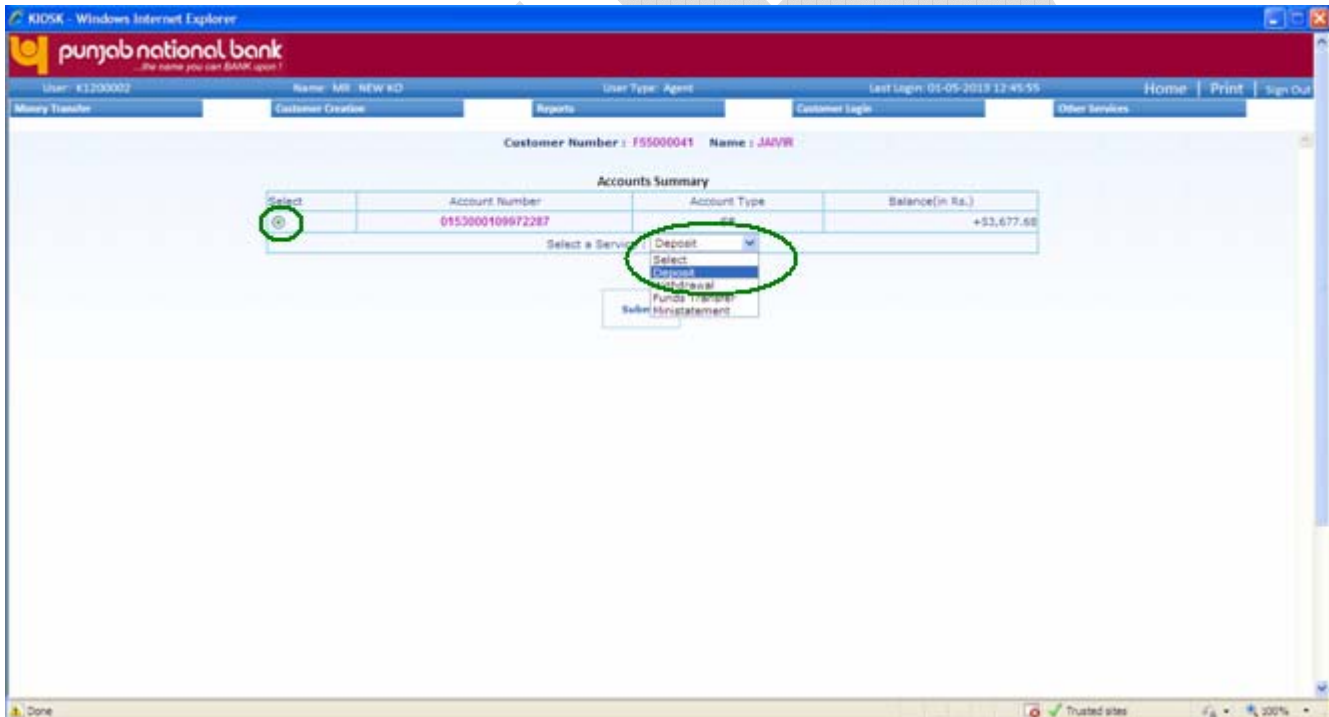 KIOSK - Windows Internet Explorer
punjab national bank
...the name you can BANK upon !
User: K1200002 Name: MR. NEW KO User Type: Agent Last Login: 01-05-2013 12:45:55 Home | Print | Sign Out
Money Transfer Customer Creation Reports Customer Login Other Services
Customer Number : F55000041 Name : JAIVIR
Accounts Summary
Select Account Number Account Type Balance(in Rs.)
0153000109972287 +53,677.68
Select a Service Deposit
Select
Deposit
Withdrawal
Funds Transfer
Ministatement
Done Trusted sites 100%